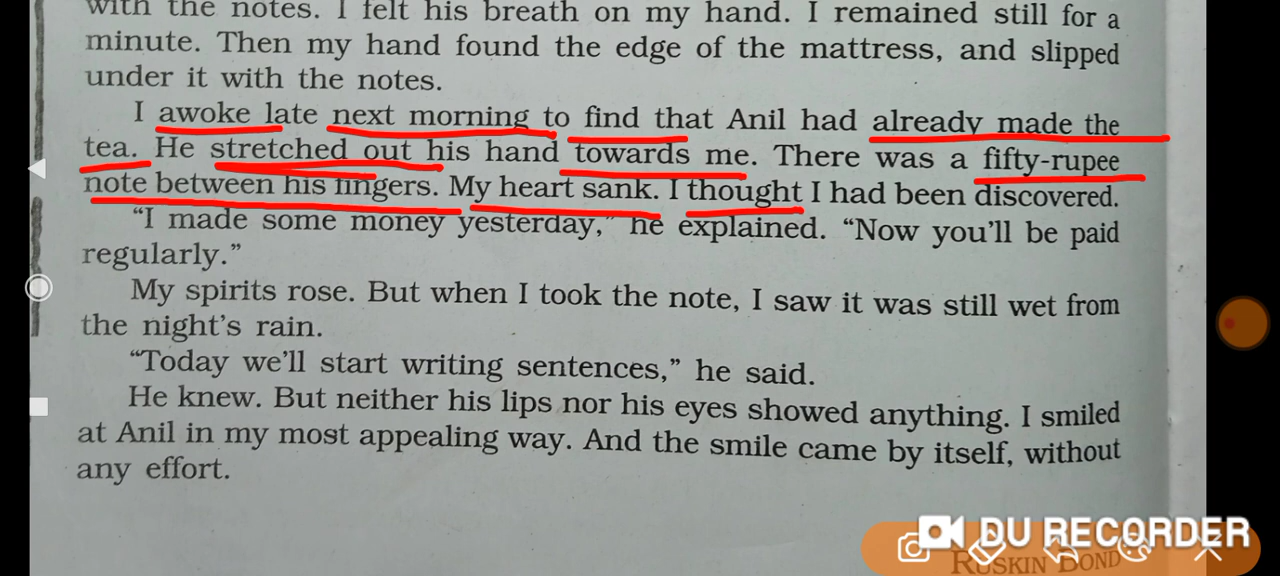 with the notes. I felt his breath on my hand. I remained still for a
minute. Then my hand found the edge of the mattress, and slipped
under it with the notes.
I awoke late next morning to find that Anil had already made the
tea. He stretched out his hand towards me. There was a fifty-rupee
note between his fingers. My heart sank. I thought I had been discovered.
“I made some money yesterday,” he explained. “Now you’ll be paid
regularly.”
My spirits rose. But when I took the note, I saw it was still wet from
the night’s rain.
“Today we’ll start writing sentences,” he said.
He knew. But neither his lips nor his eyes showed anything. I smiled
at Anil in my most appealing way. And the smile came by itself, without
any effort.
DU RECORDER
RUSKIN BOND